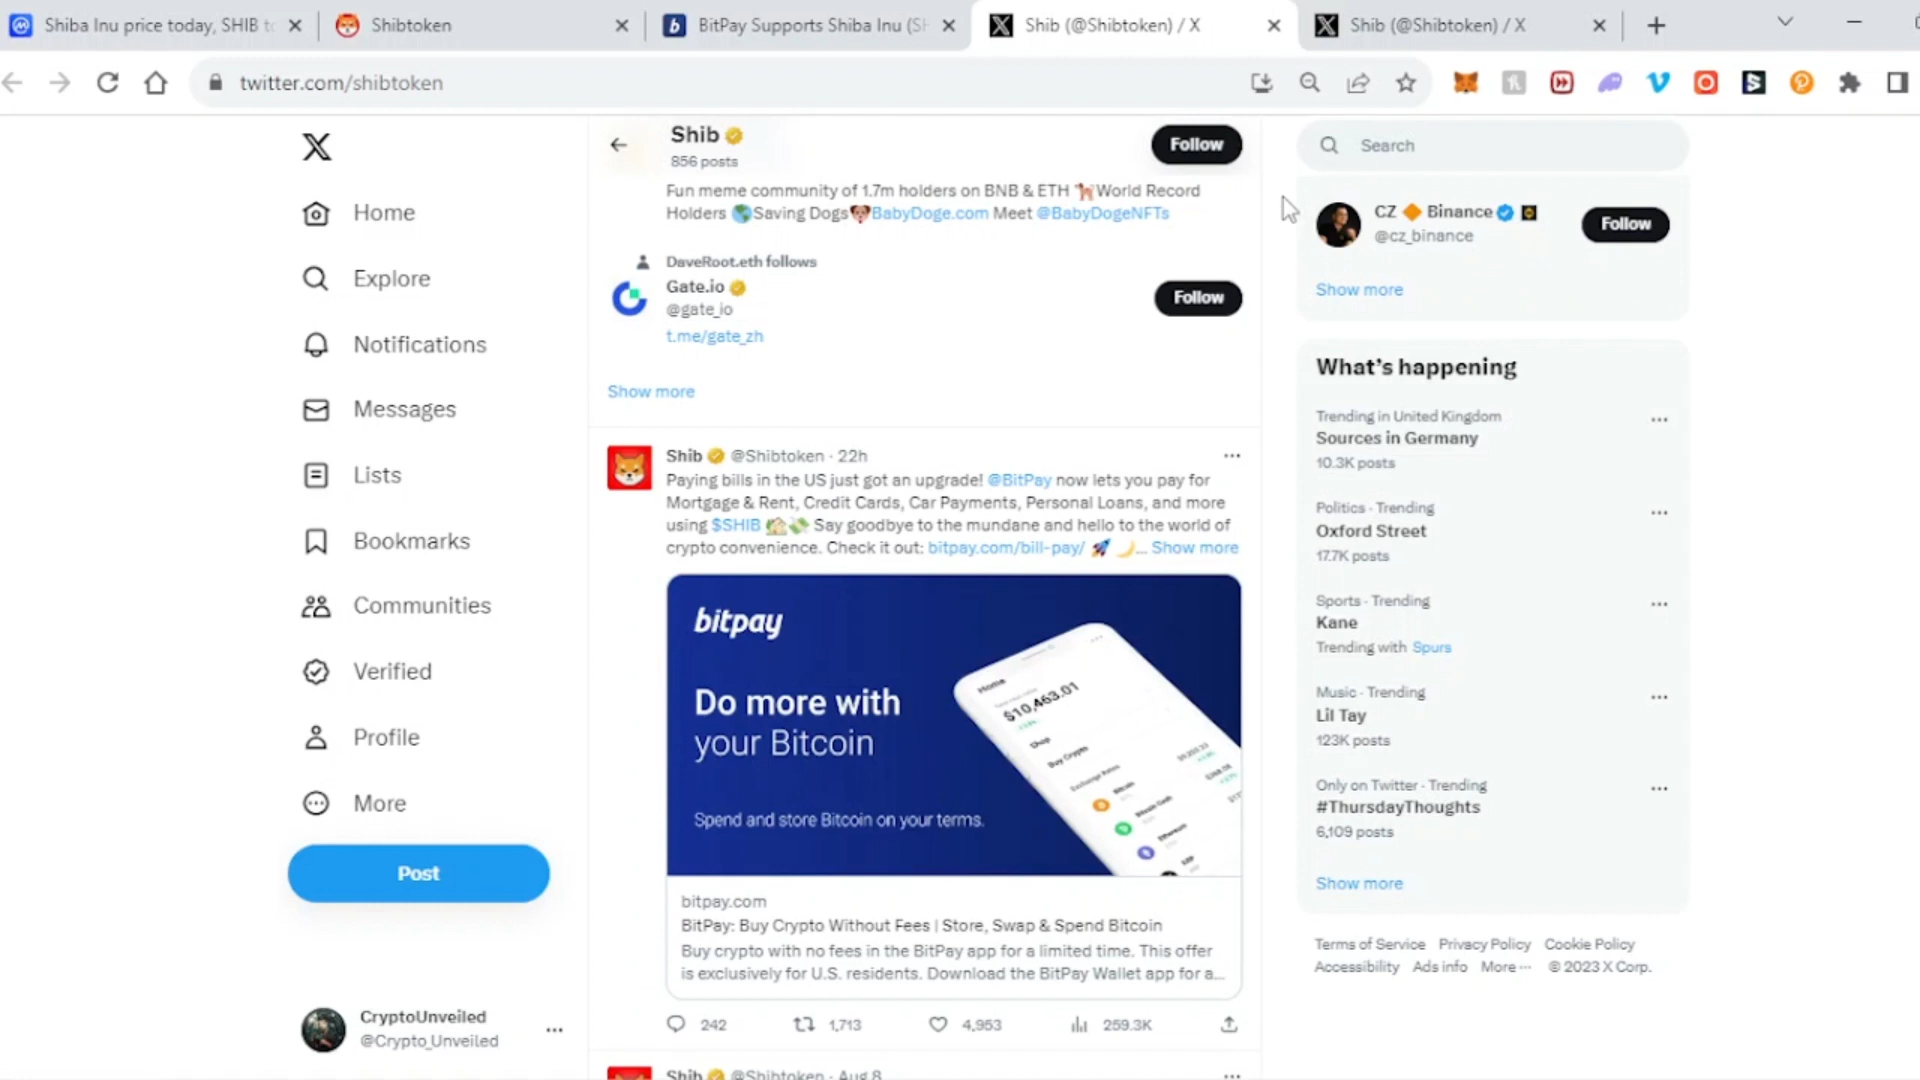 Shiba Inu price today, SHIB to
Shibtoken
BitPay Supports Shiba Inu (SH
Shib (@Shibtoken) / X
Shib (@Shibtoken) / X
twitter.com/shibtoken
Home
Explore
Notifications
Messages
Lists
Bookmarks
Communities
Verified
Profile
More
Post
CryptoUnveiled
@Crypto_Unveiled
Shib
856 posts
Follow
Fun meme community of 1.7m holders on BNB & ETH 🐕World Record
Holders 🌎Saving Dogs🐶BabyDoge.com Meet @BabyDogeNFTs
DaveRoot.eth follows
Gate.io
@gate_io
Follow
t.me/gate_zh
Show more
Shib @Shibtoken · 22h
Paying bills in the US just got an upgrade! @BitPay now lets you pay for
Mortgage & Rent, Credit Cards, Car Payments, Personal Loans, and more
using $SHIB 🏡💸 Say goodbye to the mundane and hello to the world of
crypto convenience. Check it out: bitpay.com/bill-pay/ 🚀 🌙... Show more
bitpay
Do more with
your Bitcoin
Spend and store Bitcoin on your terms.
Home
$10,463.01
Shop
Buy Crypto
Bitcoin
Bitcoin Cash
Ethereum
XRP
bitpay.com
BitPay: Buy Crypto Without Fees | Store, Swap & Spend Bitcoin
Buy crypto with no fees in the BitPay app for a limited time. This offer
is exclusively for U.S. residents. Download the BitPay Wallet app for a...
242 1,713 4,953 259.3K
Shib @Shibtoken · Aug 8
Search
CZ 🔶 Binance
@cz_binance
Follow
Show more
What's happening
Trending in United Kingdom
Sources in Germany
10.3K posts
Politics · Trending
Oxford Street
17.7K posts
Sports · Trending
Kane
Trending with Spurs
Music · Trending
Lil Tay
123K posts
Only on Twitter · Trending
#ThursdayThoughts
6,109 posts
Show more
Terms of Service Privacy Policy Cookie Policy
Accessibility Ads info More ··· © 2023 X Corp.